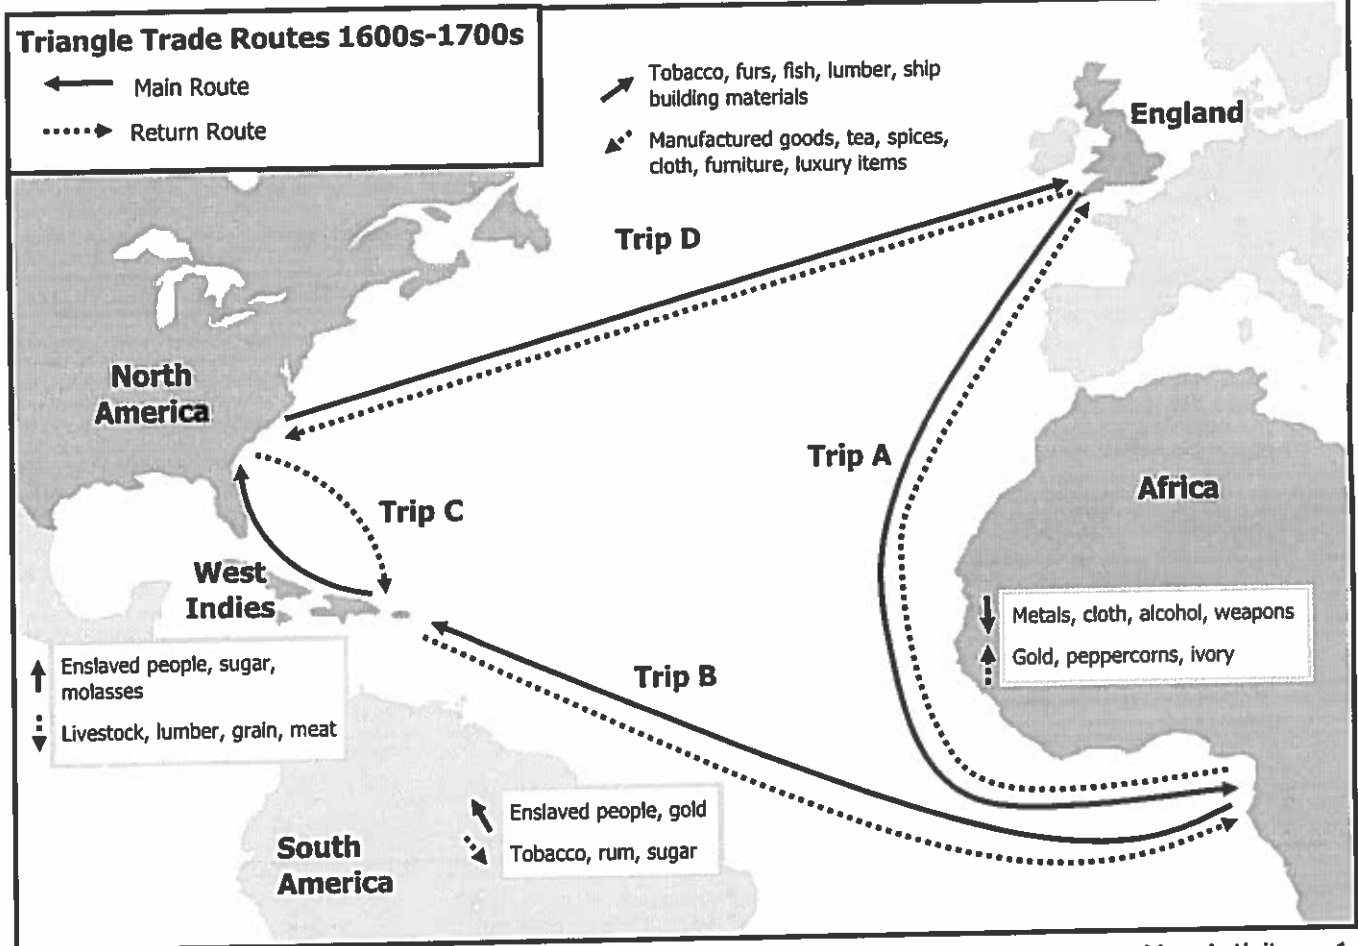 Triangle Trade Routes 1600s-1700s
Main Route
Return Route
Tobacco, furs, fish, lumber, ship
building materials
Manufactured goods, tea, spices,
cloth, furniture, luxury items
England
Trip D
North
America
Trip A
Africa
Trip C
West
Indies
Metals, cloth, alcohol, weapons
Gold, peppercorns, ivory
Enslaved people, sugar,
molasses
Livestock, lumber, grain, meat
Trip B
Enslaved people, gold
Tobacco, rum, sugar
South
America